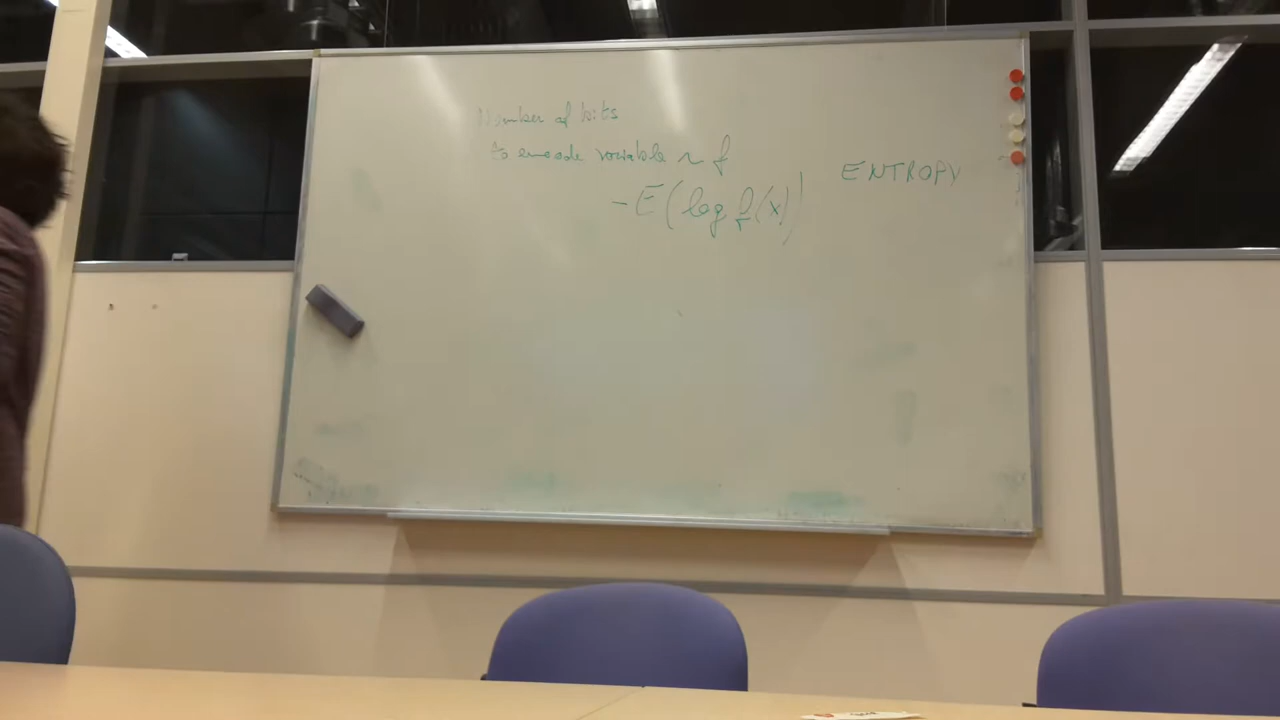 Number of bits
to encode variable ~ f
-E(log f(x))
ENTROPY